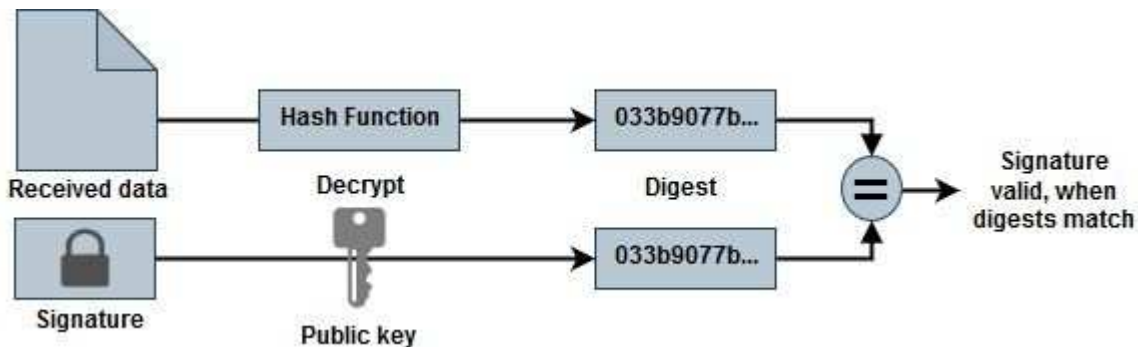 Hash Function
033b9077b...
Received data
Decrypt
Digest
Signature
valid, when
digests match
033b9077b...
Signature
Public key